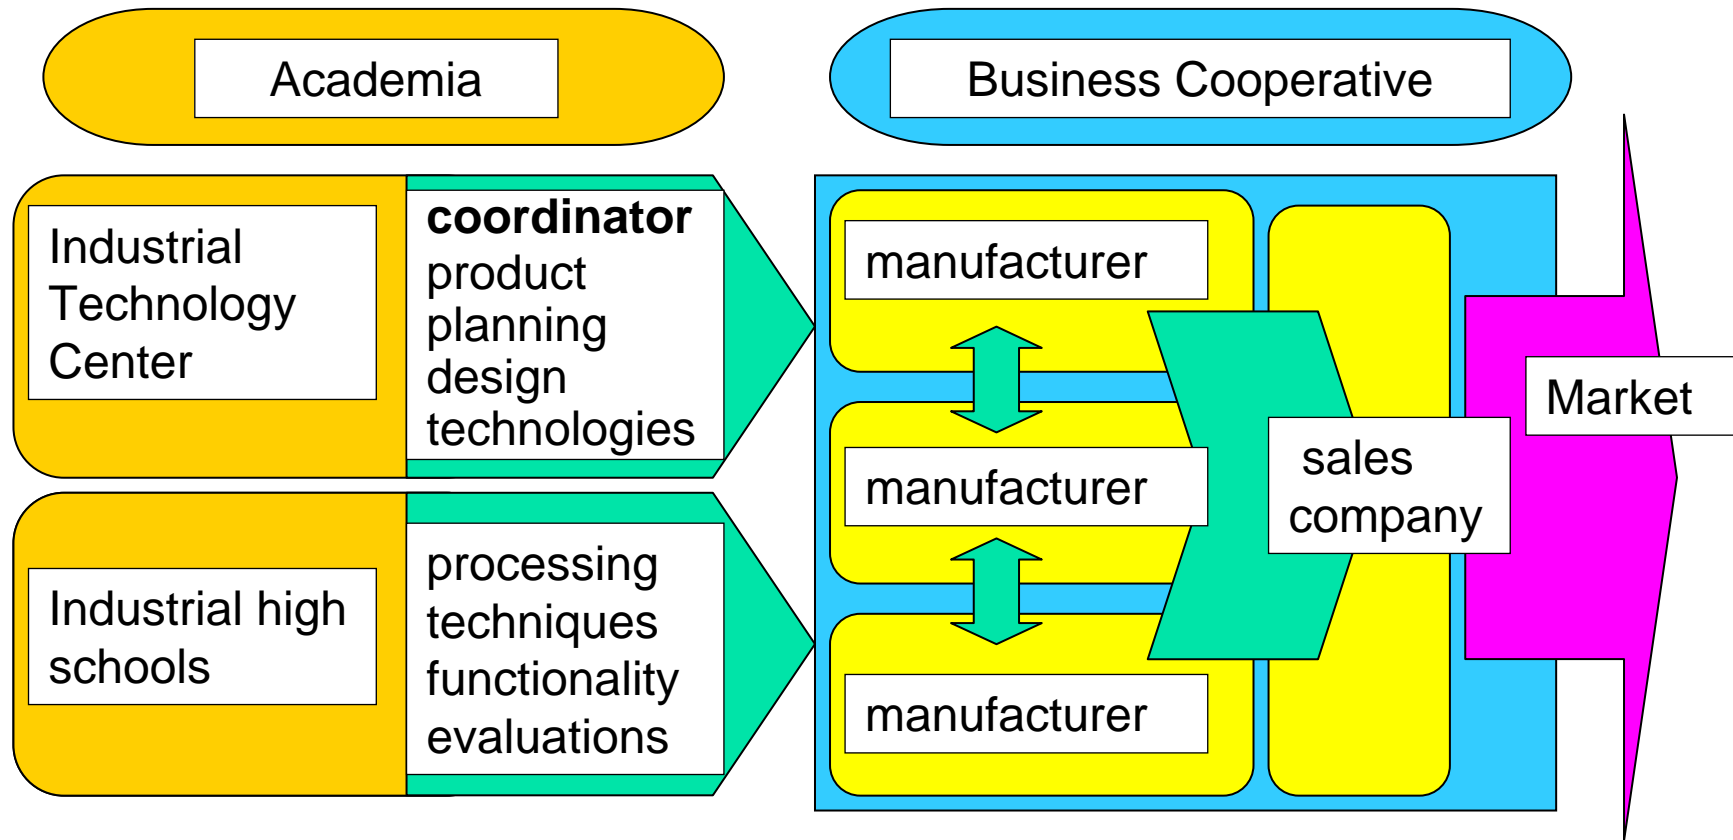 Academia
Business Cooperative
Industrial
Technology
Center
coordinator
product
planning
design
technologies
Industrial high
schools
processing
techniques
functionality
evaluations
manufacturer
manufacturer
manufacturer
sales
company
Market